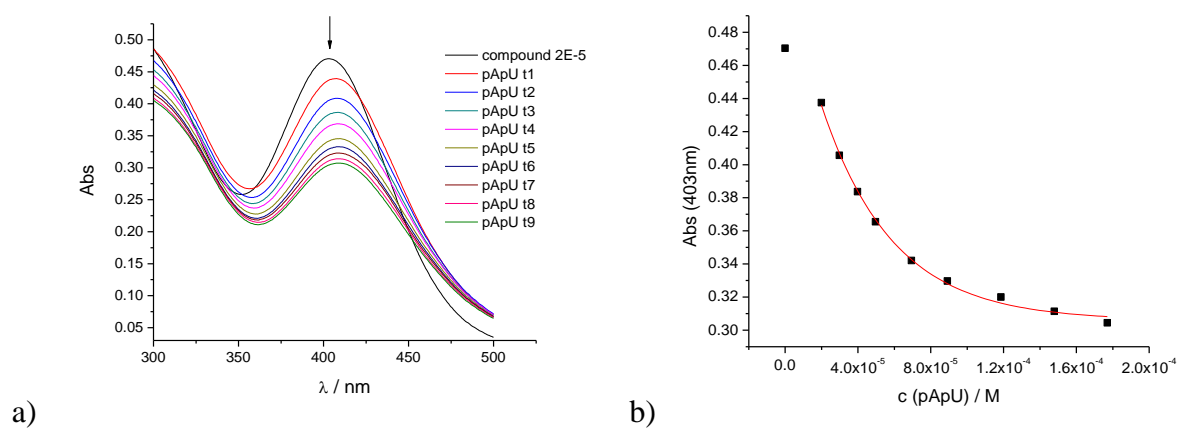 0.50
0.45
0.40
0.35
0.30
0.25
0.20
0.15
0.10
0.05
Abs
300
350
400
450
500
λ / nm
compound 2E-5
pApU t1
pApU t2
pApU t3
pApU t4
pApU t5
pApU t6
pApU t7
pApU t8
pApU t9
a)
0.48
0.46
0.44
0.42
0.40
0.38
0.36
0.34
0.32
0.30
Abs (403nm)
0.0
4.0x10⁻⁵
8.0x10⁻⁵
1.2x10⁻⁴
1.6x10⁻⁴
2.0x10⁻⁴
c (pApU) / M
b)